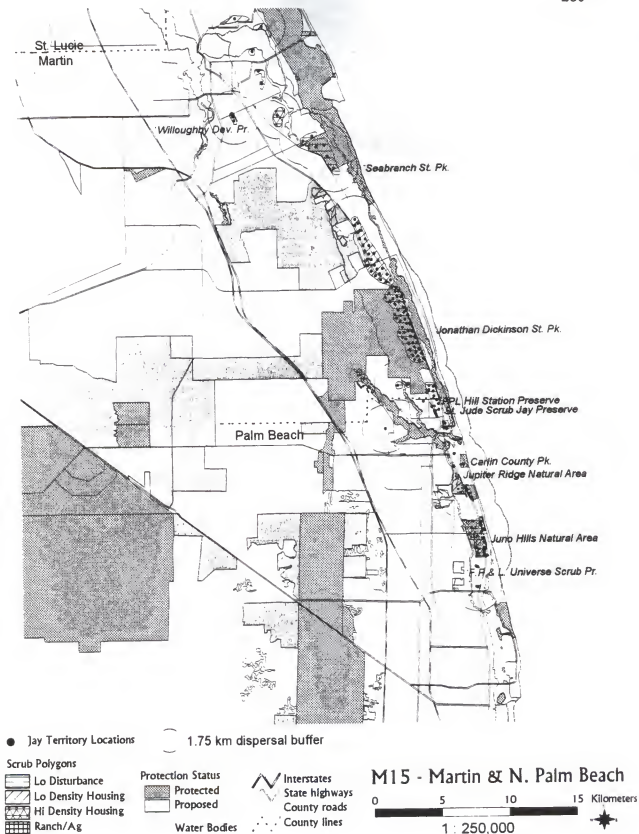 St. Lucie
Martin
Willoughby Dev. Pr.
Seabranch St. Pk.
Jonathan Dickinson St. Pk.
FPL Hill Station Preserve
St. Jude Scrub Jay Preserve
Palm Beach
Carlin County Pk.
Jupiter Ridge Natural Area
Juno Hills Natural Area
F.H.& L. Universe Scrub Pr.
Jay Territory Locations
1.75 km dispersal buffer
Scrub Polygons
Lo Disturbance
Lo Density Housing
Hi Density Housing
Ranch/Ag
Protection Status
Protected
Proposed
Water Bodies
Interstates
State highways
County roads
County lines
M15 - Martin & N. Palm Beach
0 5 10 15 Kilometers
1 : 250,000